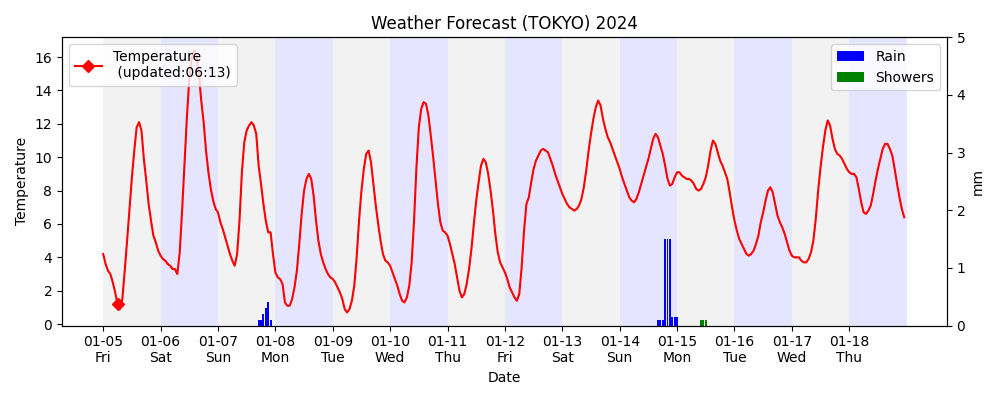 Weather Forecast (TOKYO) 2024
Temperature
(updated:06:13)
Rain
Showers
Temperature
16
14
12
10
8
6
4
2
0
5
4
3
2
1
0
mm
01-05 01-06 01-07 01-08 01-09 01-10 01-11 01-12 01-13 01-14 01-15 01-16 01-17 01-18
Fri Sat Sun Mon Tue Wed Thu Fri Sat Sun Mon Tue Wed Thu
Date